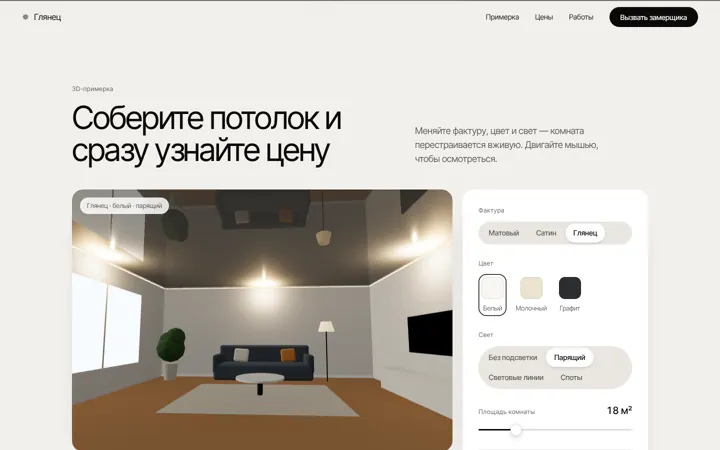 Глянец
Примерка Цены Работы Вызвать замерщика
3D-примерка
Соберите потолок и
сразу узнайте цену
Меняйте фактуру, цвет и свет — комната
перестраивается вживую. Двигайте мышью,
чтобы осмотреться.
Глянец · белый · парящий
Фактура
Матовый Сатин Глянец
Цвет
Белый Молочный Графит
Свет
Без подсветки Парящий
Световые линии Споты
Площадь комнаты 18 м²